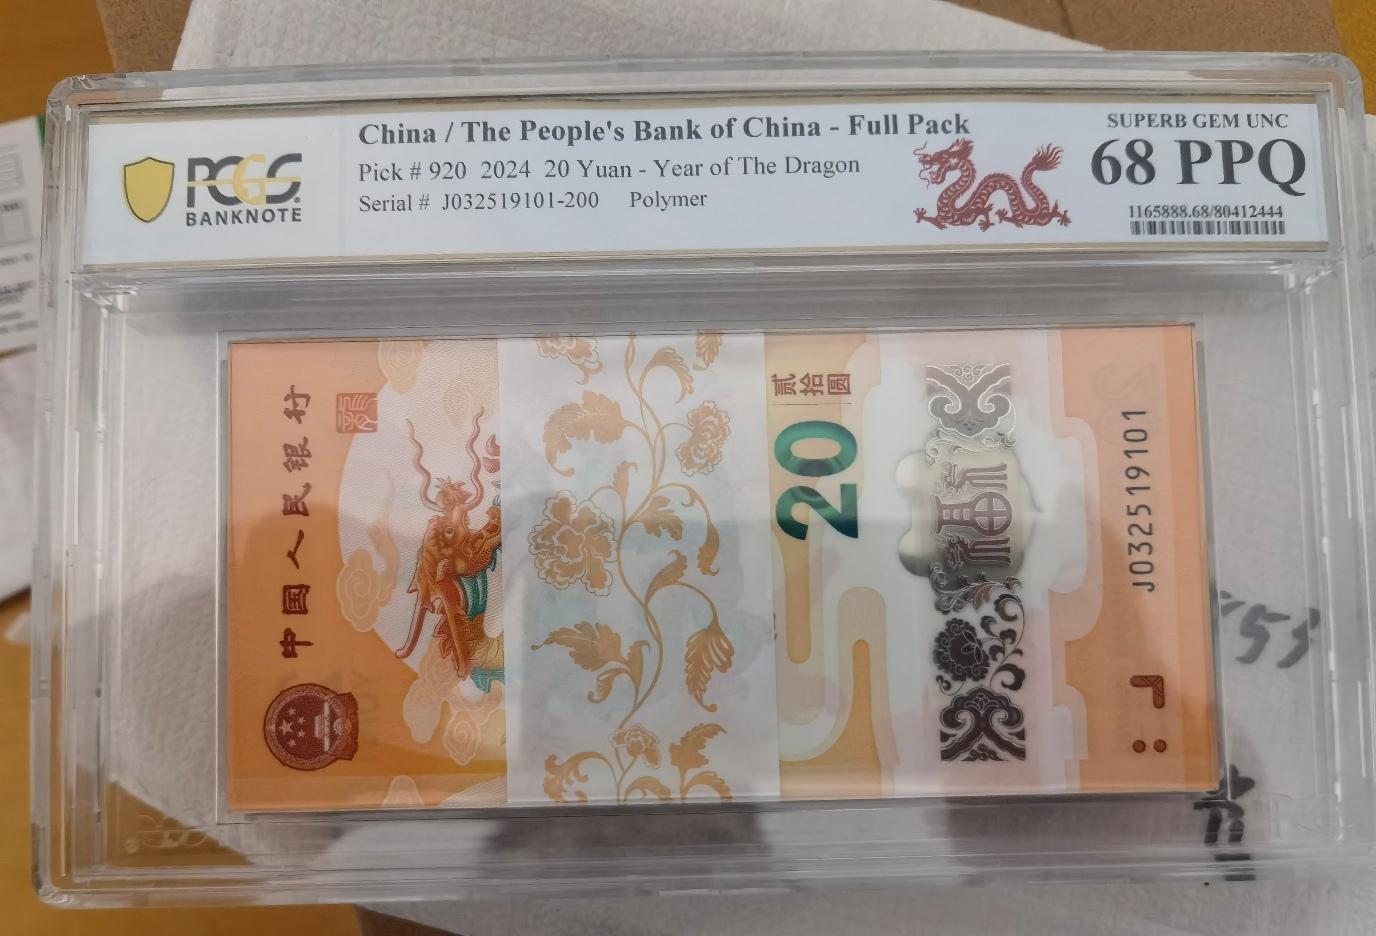 PCGS
BANKNOTE
China / The People's Bank of China - Full Pack
Pick # 920 2024 20 Yuan - Year of The Dragon
Serial # J032519101-200 Polymer
SUPERB GEM UNC
68 PPQ
1165888.68/80412444
中国人民银行
贰拾圆
20
福
J032519101